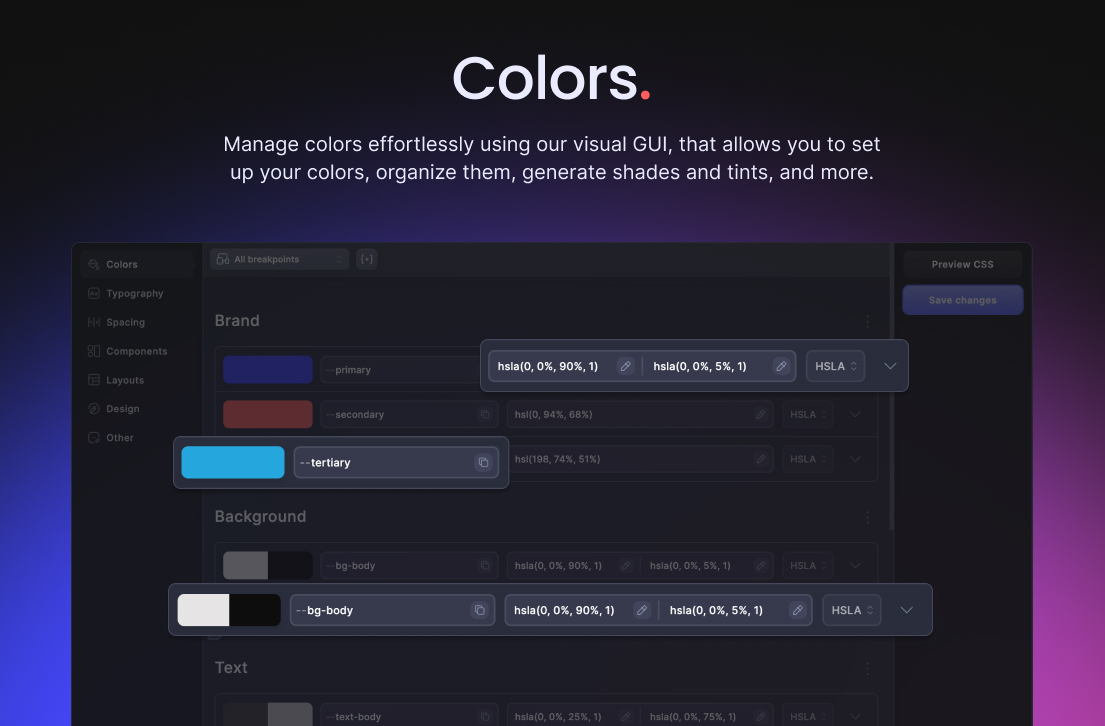 Colors.
Manage colors effortlessly using our visual GUI, that allows you to set
up your colors, organize them, generate shades and tints, and more.
Colors
Typography
Spacing
Components
Layouts
Design
Other
All breakpoints
[+]
Preview CSS
Save changes
Brand
--primary
hsla(0, 0%, 90%, 1) hsla(0, 0%, 5%, 1) HSLA
--secondary hsl(0, 94%, 68%) HSLA
--tertiary hsl(198, 74%, 51%) HSLA
Background
--bg-body hsla(0, 0%, 90%, 1) hsla(0, 0%, 5%, 1) HSLA
--bg-body hsla(0, 0%, 90%, 1) hsla(0, 0%, 5%, 1) HSLA
Text
--text-body hsla(0, 0%, 25%, 1) hsla(0, 0%, 75%, 1) HSLA